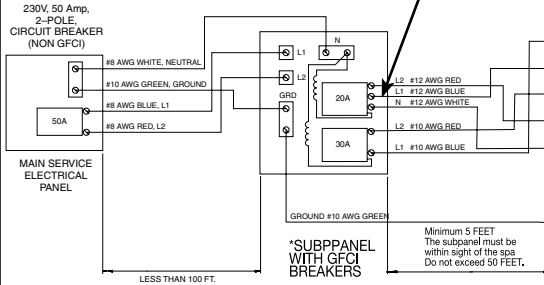 230V, 50 Amp,
2–POLE,
CIRCUIT BREAKER
(NON GFCI)
#8 AWG WHITE, NEUTRAL
#10 AWG GREEN, GROUND
#8 AWG BLUE, L1
#8 AWG RED, L2
50A
MAIN SERVICE
ELECTRICAL
PANEL
N
L1
L2
GRD
20A
30A
L2 #12 AWG RED
L1 #12 AWG BLUE
N #12 AWG WHITE
L2 #10 AWG RED
L1 #10 AWG BLUE
GROUND #10 AWG GREEN
*SUBPPANEL
WITH GFCI
BREAKERS
Minimum 5 FEET
The subpanel must be
within sight of the spa
Do not exceed 50 FEET.
LESS THAN 100 FT.